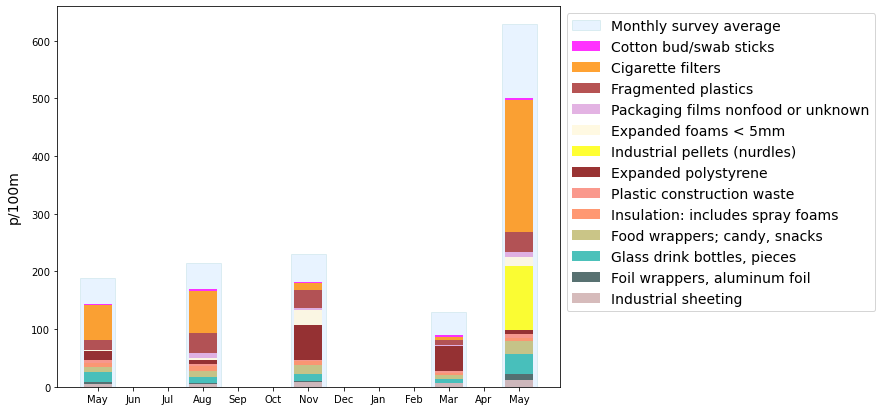 600
500
400
300
200
100
0
p/100m
May Jun Jul Aug Sep Oct Nov Dec Jan Feb Mar Apr May
Monthly survey average
Cotton bud/swab sticks
Cigarette filters
Fragmented plastics
Packaging films nonfood or unknown
Expanded foams < 5mm
Industrial pellets (nurdles)
Expanded polystyrene
Plastic construction waste
Insulation: includes spray foams
Food wrappers; candy, snacks
Glass drink bottles, pieces
Foil wrappers, aluminum foil
Industrial sheeting